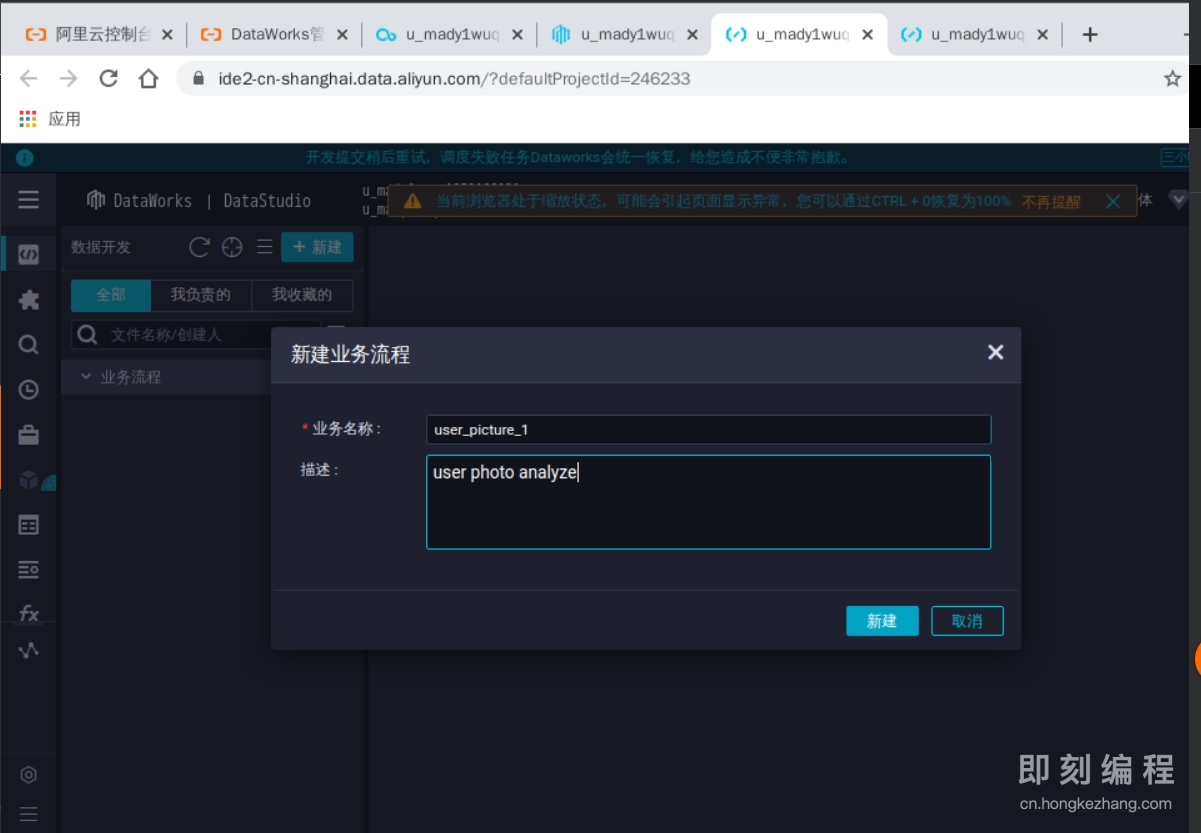 阿里云控制台
DataWorks管
u_mady1wuq
u_mady1wuq
u_mady1wuq
u_mady1wuq
ide2-cn-shanghai.data.aliyun.com/?defaultProjectId=246233
应用
开发提交稍后重试，调度失败任务Dataworks会统一恢复，给您造成不便非常抱歉。
DataWorks | DataStudio
当前浏览器处于缩放状态，可能会引起页面显示异常，您可以通过CTRL + 0恢复为100% 不再提醒
体
数据开发
+ 新建
全部 我负责的 我收藏的
文件名称/创建人
业务流程
新建业务流程
* 业务名称：
user_picture_1
描述：
user photo analyze
新建 取消
fx
即刻编程
cn.hongkezhang.com